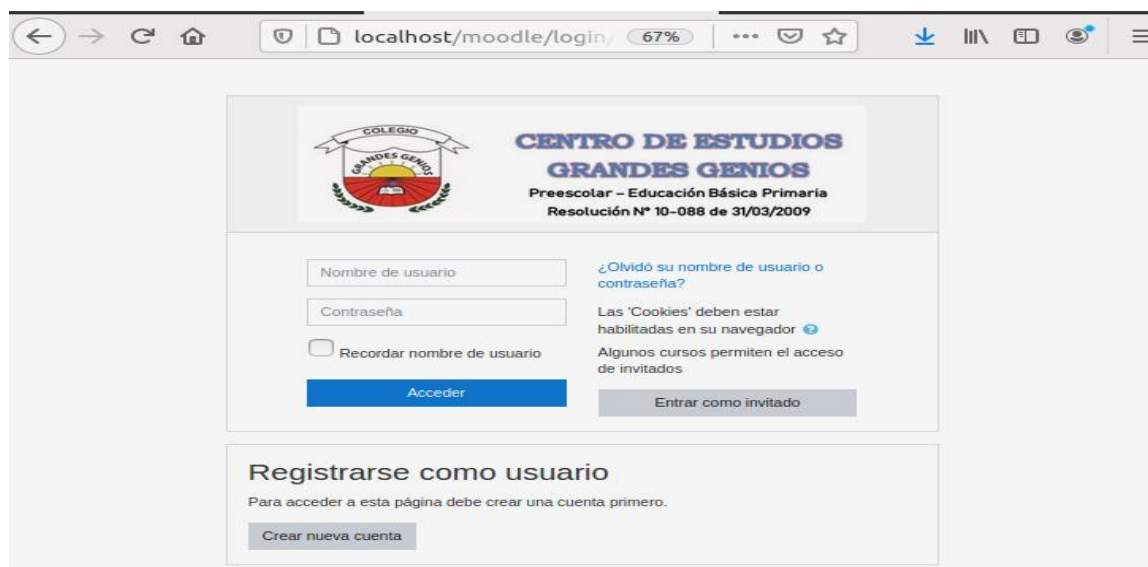 localhost/moodle/login/
67%
COLEGIO
GRANDES GENIOS
CENTRO DE ESTUDIOS
GRANDES GENIOS
Preescolar – Educación Básica Primaria
Resolución N° 10-088 de 31/03/2009
Nombre de usuario
Contraseña
Recordar nombre de usuario
Acceder
¿Olvidó su nombre de usuario o
contraseña?
Las 'Cookies' deben estar
habilitadas en su navegador
Algunos cursos permiten el acceso
de invitados
Entrar como invitado
Registrarse como usuario
Para acceder a esta página debe crear una cuenta primero.
Crear nueva cuenta